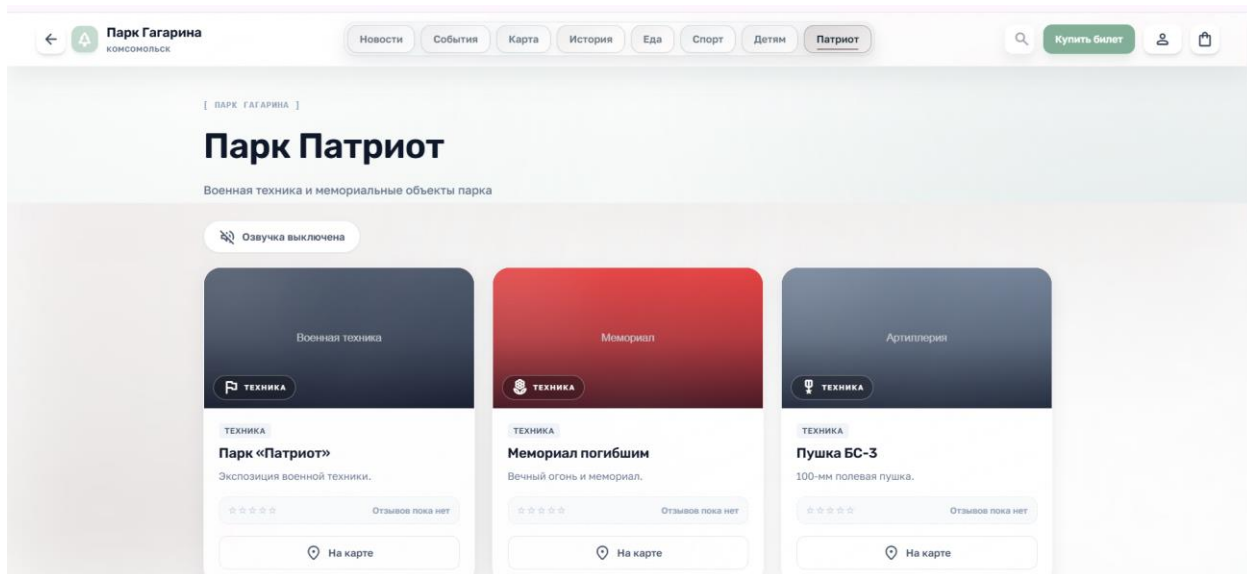 Парк Гагарина
комсомольск
Новости События Карта История Еда Спорт Детям Патриот
Купить билет
[ ПАРК ГАГАРИНА ]
Парк Патриот
Военная техника и мемориальные объекты парка
Озвучка выключена
Военная техника
ТЕХНИКА
ТЕХНИКА
Парк «Патриот»
Экспозиция военной техники.
Отзывов пока нет
На карте
Мемориал
ТЕХНИКА
ТЕХНИКА
Мемориал погибшим
Вечный огонь и мемориал.
Отзывов пока нет
На карте
Артиллерия
ТЕХНИКА
ТЕХНИКА
Пушка БС-3
100-мм полевая пушка.
Отзывов пока нет
На карте